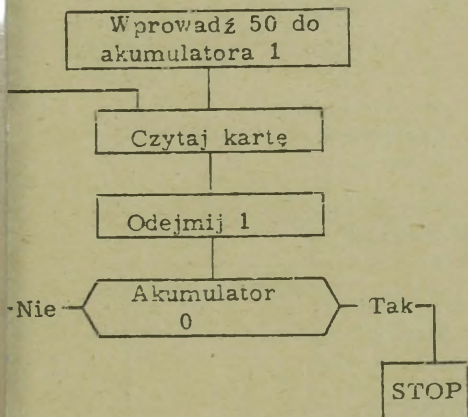 Wprowadź 50 do
akumulatora 1
Czytaj kartę
Odejmij 1
Akumulator
0
Nie
Tak
STOP